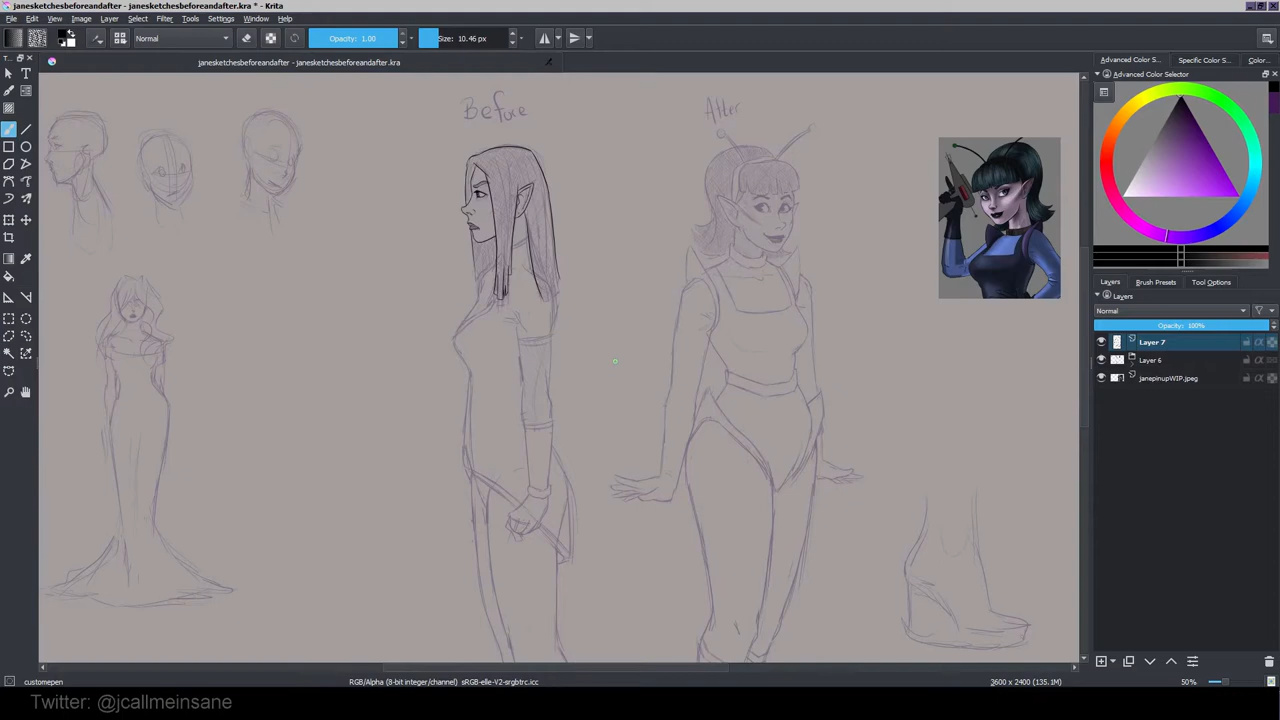 janesketchesbeforeandafter - janesketchesbeforeandafter.kra * - Krita
File Edit View Image Layer Select Filter Tools Settings Window Help
Normal Opacity: 1.00 Size: 10.46 px
janesketchesbeforeandafter - janesketchesbeforeandafter.kra
Advanced Color S... Specific Color S... Color...
Advanced Color Selector
Before After
Layers Brush Presets Tool Options
Layers
Normal
Opacity: 100%
Layer 7
Layer 6
janepinupWIP.jpeg
customepen RGB/Alpha (8-bit integer/channel) sRGB-elle-V2-srgbtrc.icc 3600 x 2400 (135.1M) 50%
Twitter: @jcallmeinsane